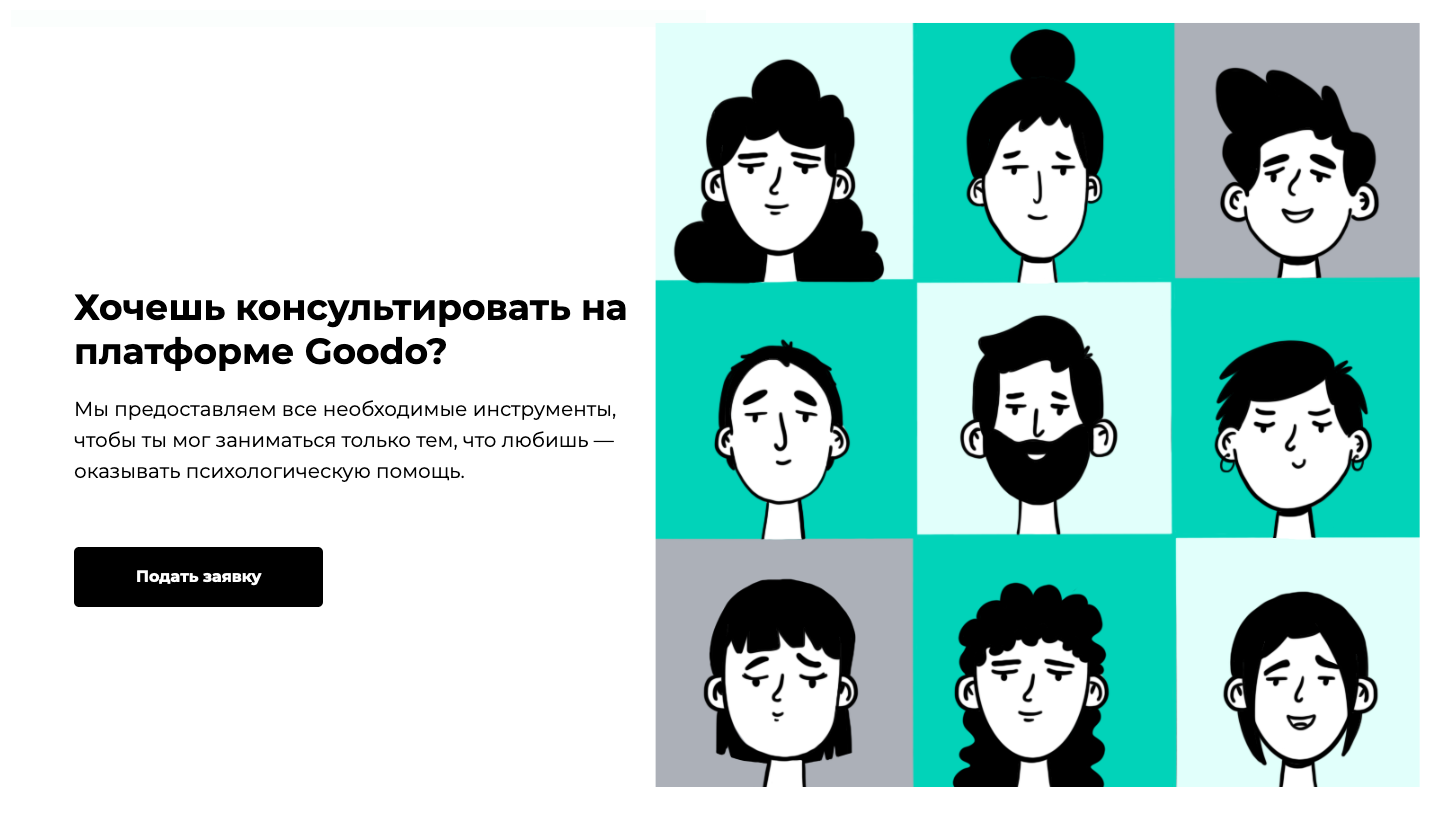 Хочешь консультировать на
платформе Goodo?
Мы предоставляем все необходимые инструменты,
чтобы ты мог заниматься только тем, что любишь —
оказывать психологическую помощь.
Подать заявку